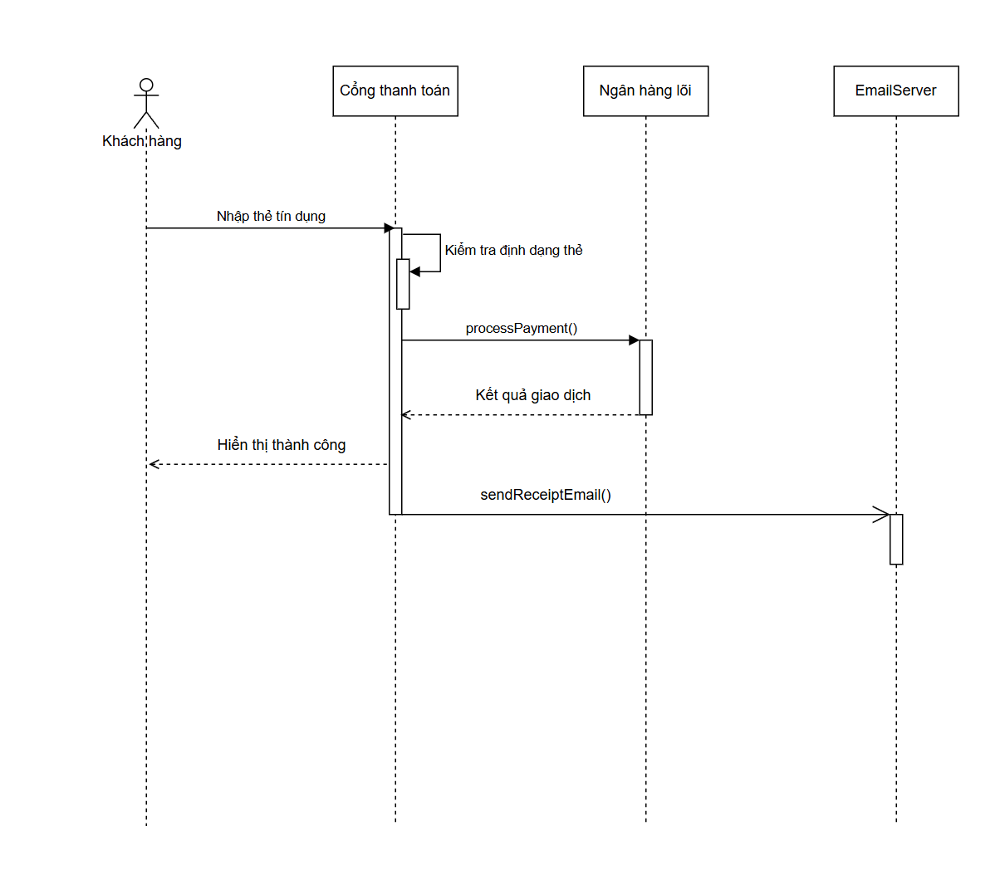 Cổng thanh toán
Ngân hàng lõi
EmailServer
Khách hàng
Nhập thẻ tín dụng
Kiểm tra định dạng thẻ
processPayment()
Kết quả giao dịch
Hiển thị thành công
sendReceiptEmail()